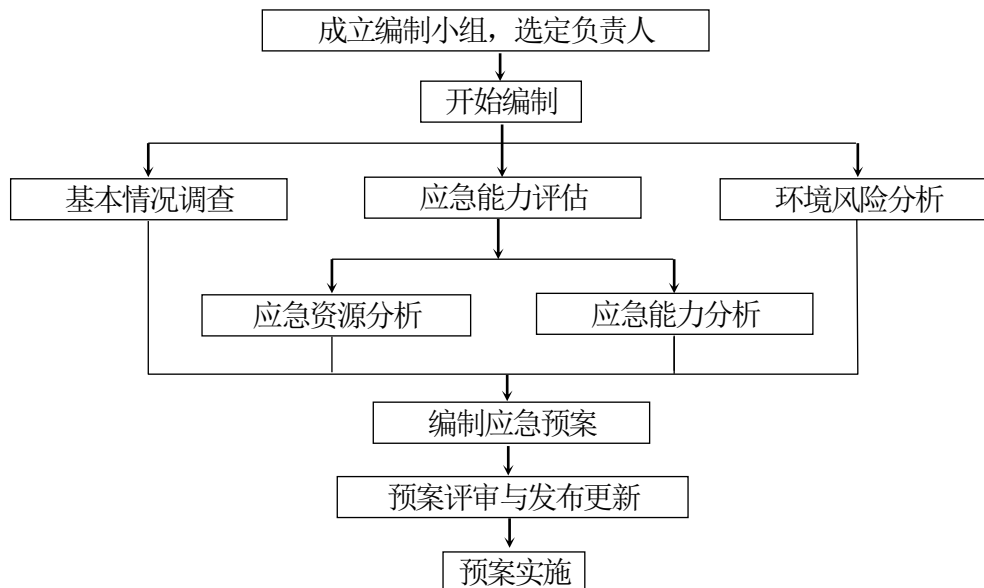 成立编制小组，选定负责人
开始编制
基本情况调查
应急能力评估
环境风险分析
应急资源分析
应急能力分析
编制应急预案
预案评审与发布更新
预案实施